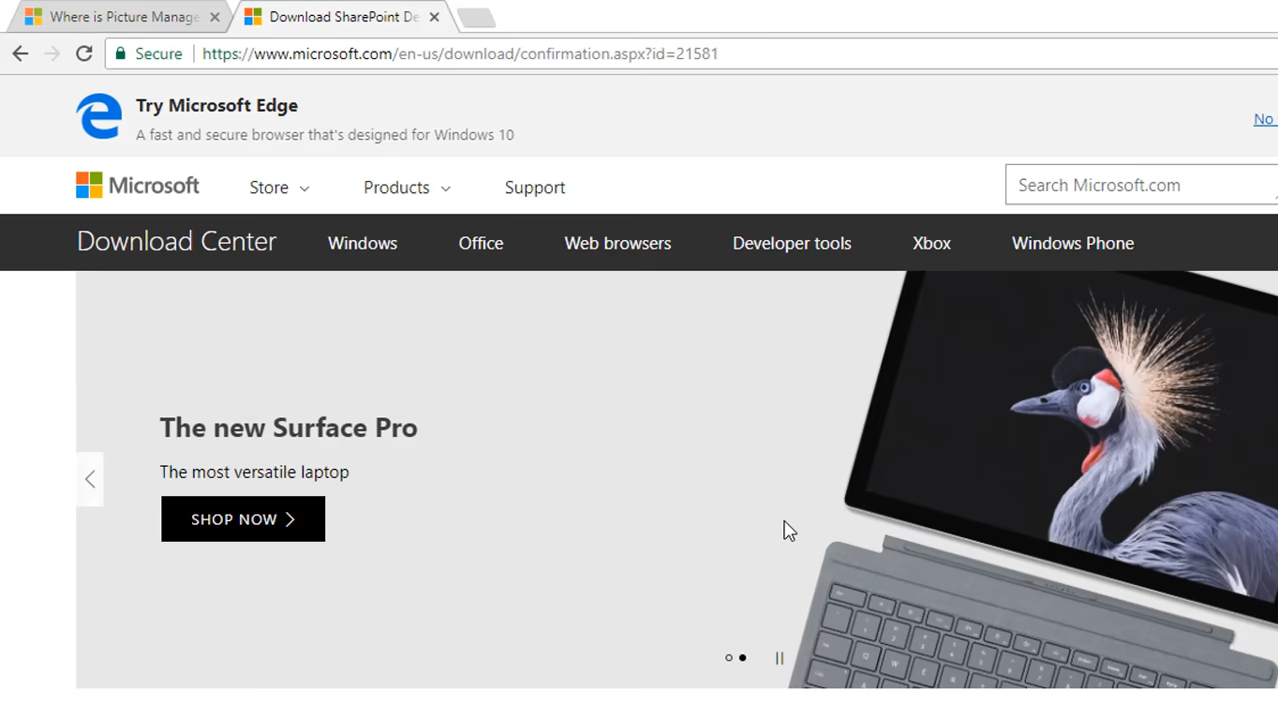 Where is Picture Manage
Download SharePoint De
Secure
https://www.microsoft.com/en-us/download/confirmation.aspx?id=21581
Try Microsoft Edge
A fast and secure browser that's designed for Windows 10
No
Microsoft
Store
Products
Support
Search Microsoft.com
Download Center
Windows
Office
Web browsers
Developer tools
Xbox
Windows Phone
The new Surface Pro
The most versatile laptop
SHOP NOW